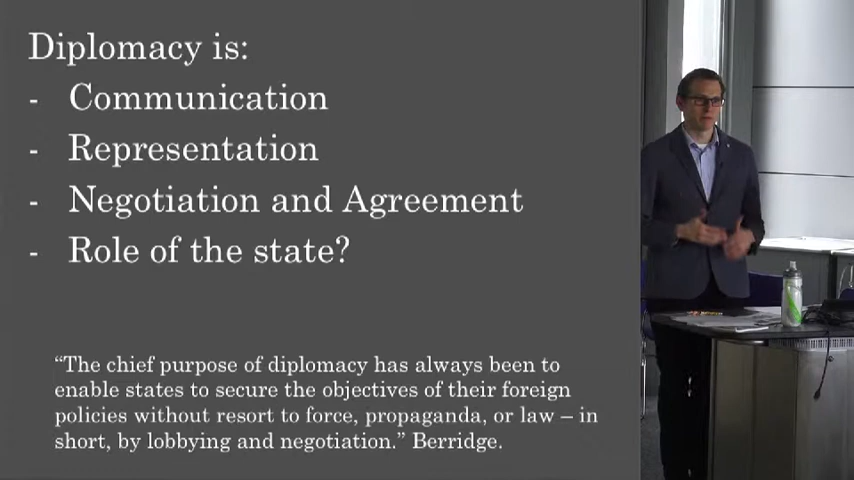 Diplomacy is:
- Communication
- Representation
- Negotiation and Agreement
- Role of the state?
“The chief purpose of diplomacy has always been to
enable states to secure the objectives of their foreign
policies without resort to force, propaganda, or law – in
short, by lobbying and negotiation.” Berridge.